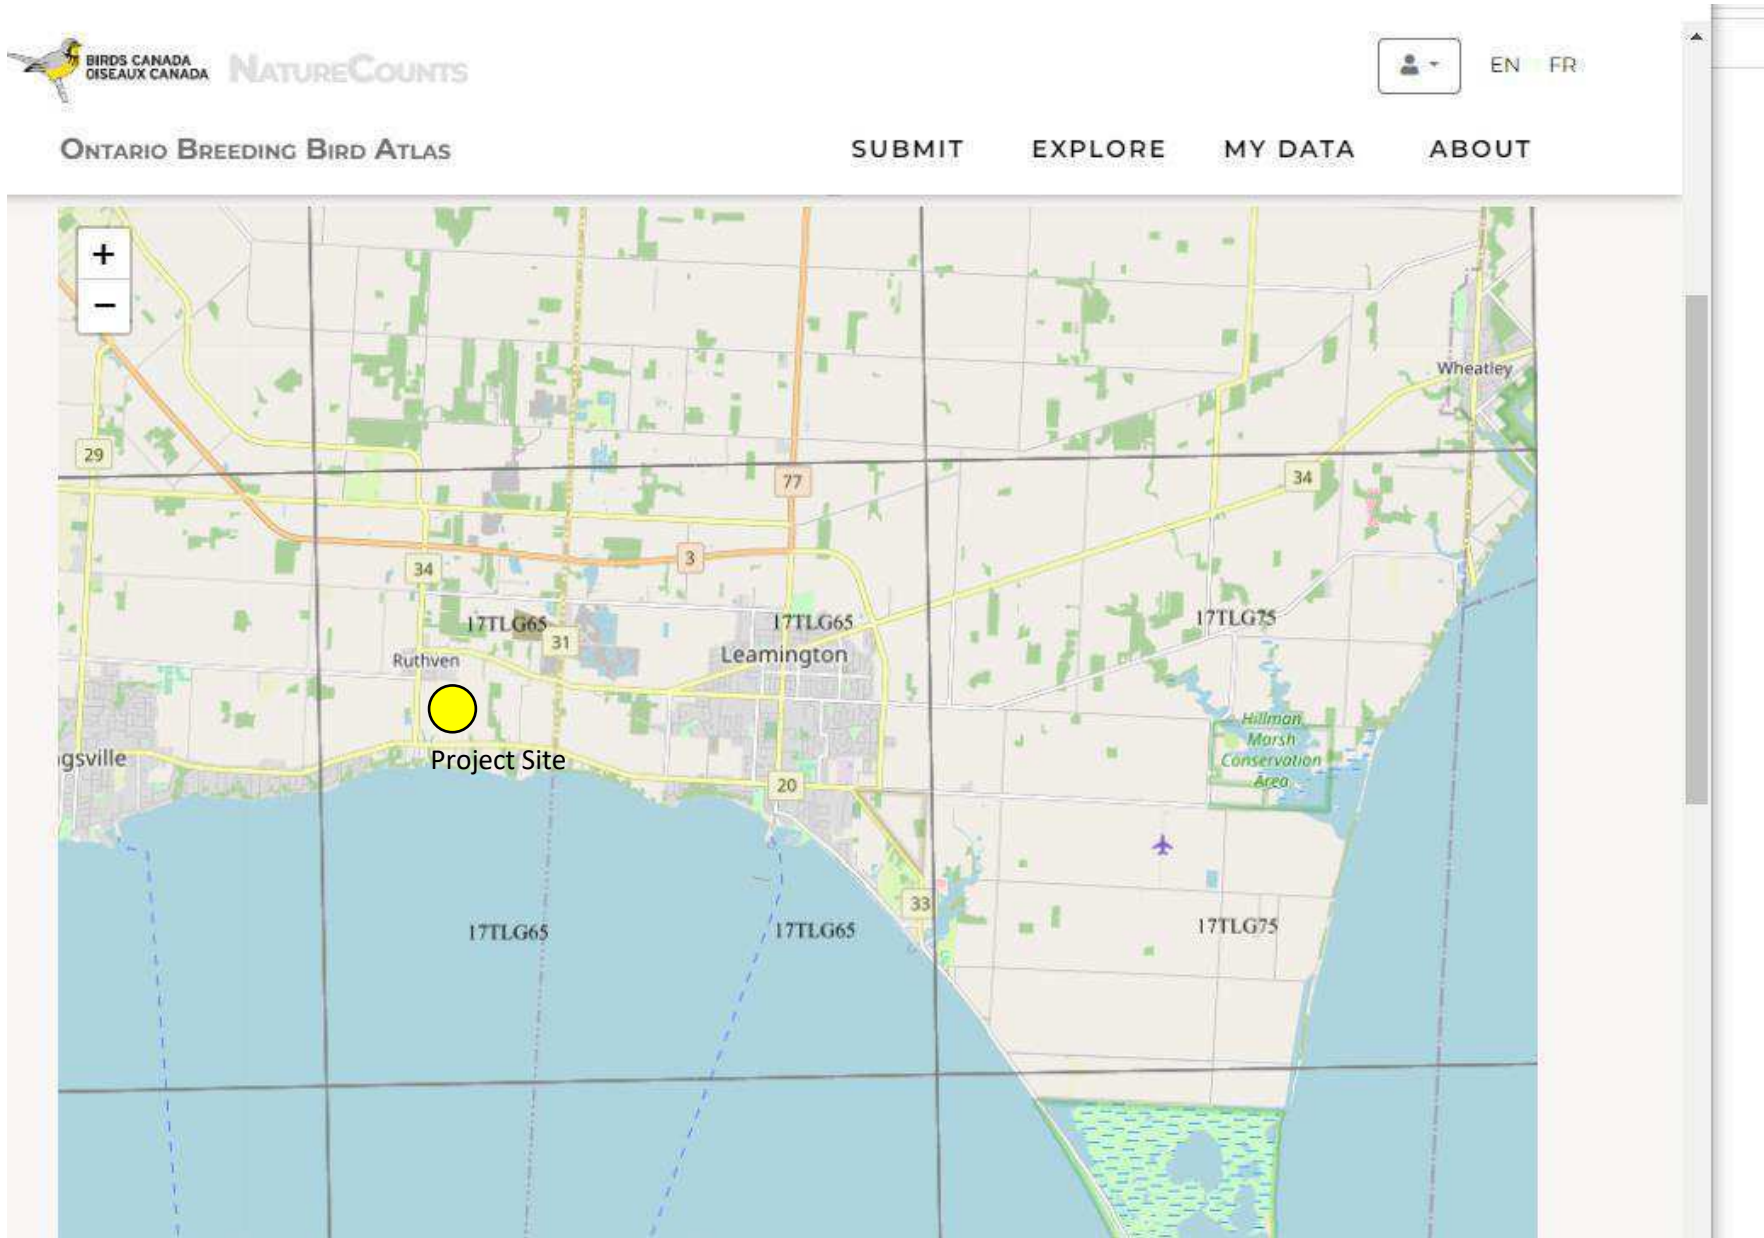 BIRDS CANADA
OISEAUX CANADA
NATURECOUNTS
EN FR
ONTARIO BREEDING BIRD ATLAS
SUBMIT EXPLORE MY DATA ABOUT
+
−
Wheatley
29
77
34
3
34
17TLG65
17TLG65
17TLG75
31
Ruthven
Leamington
Hillman
Marsh
Conservation
Area
gsville
Project Site
20
33
17TLG65
17TLG65
17TLG75